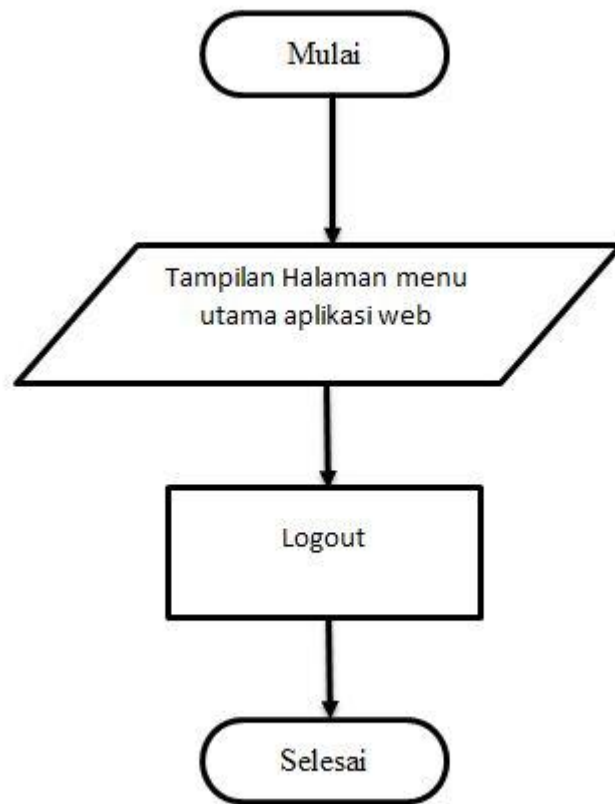 Mulai
Tampilan Halaman menu
utama aplikasi web
Logout
Selesai